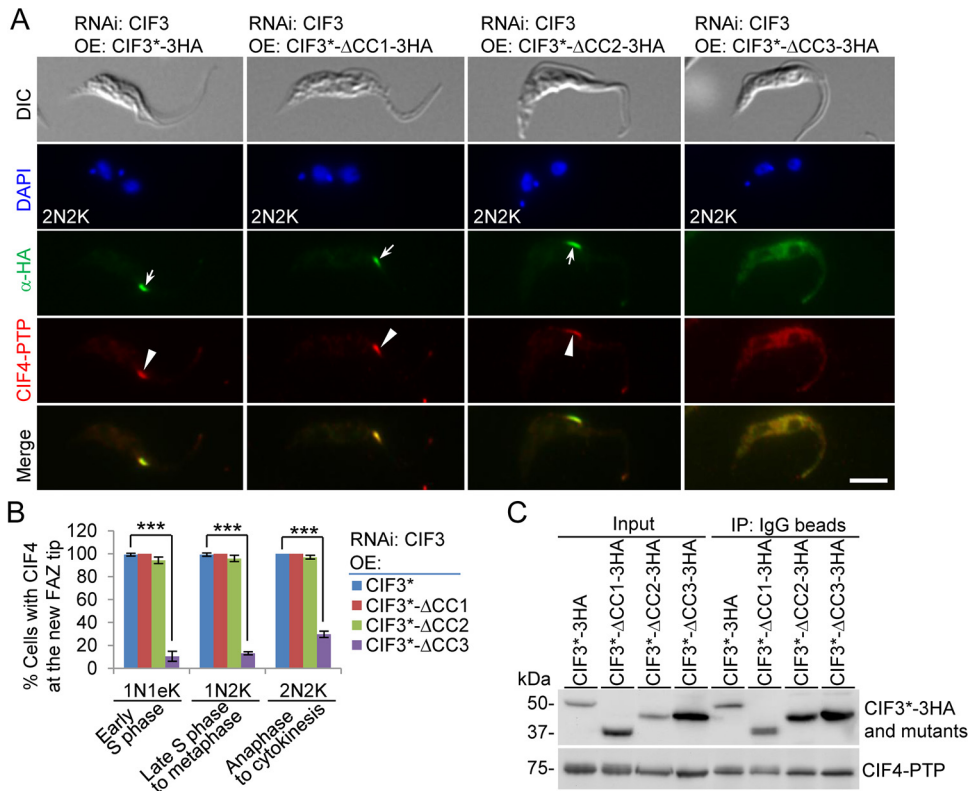 A
RNAi: CIF3
OE: CIF3*-3HA
RNAi: CIF3
OE: CIF3*-ΔCC1-3HA
RNAi: CIF3
OE: CIF3*-ΔCC2-3HA
RNAi: CIF3
OE: CIF3*-ΔCC3-3HA
DIC
DAPI
2N2K
2N2K
2N2K
2N2K
α-HA
CIF4-PTP
Merge
B
% Cells with CIF4
at the new FAZ tip
120
100
80
60
40
20
0
***
***
***
1N1eK
1N2K
2N2K
Early
S phase
Late S phase
to metaphase
Anaphase
to cytokinesis
RNAi: CIF3
OE:
CIF3*
CIF3*-ΔCC1
CIF3*-ΔCC2
CIF3*-ΔCC3
C
Input
IP: IgG beads
CIF3*-3HA
CIF3*-ΔCC1-3HA
CIF3*-ΔCC2-3HA
CIF3*-ΔCC3-3HA
CIF3*-3HA
CIF3*-ΔCC1-3HA
CIF3*-ΔCC2-3HA
CIF3*-ΔCC3-3HA
kDa
50-
37-
75-
CIF3*-3HA
and mutants
CIF4-PTP